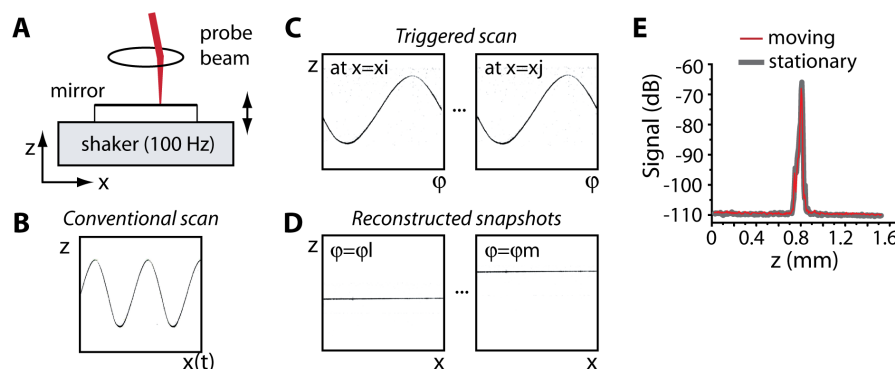 A
probe
beam
mirror
shaker (100 Hz)
z
x
B
Conventional scan
z
x(t)
C
Triggered scan
z
at x=xi
...
at x=xj
φ
φ
D
Reconstructed snapshots
z
φ=φl
...
φ=φm
x
x
E
moving
stationary
Signal (dB)
-60
-70
-80
-90
-100
-110
0
0.4
0.8
1.2
1.6
z (mm)